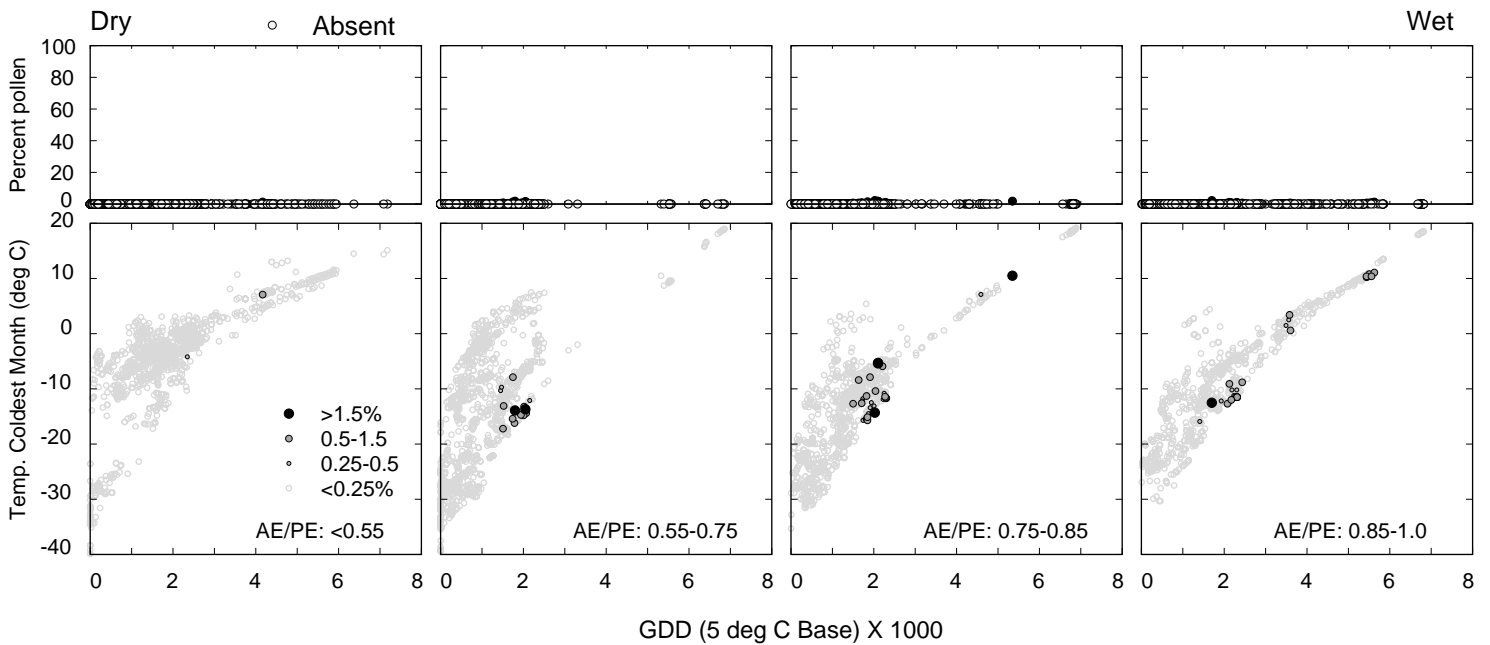 Dry
Absent
Wet
Percent pollen
100
80
60
40
20
0
Temp. Coldest Month (deg C)
20
10
0
-10
-20
-30
-40
>1.5%
0.5-1.5
0.25-0.5
<0.25%
AE/PE: <0.55
AE/PE: 0.55-0.75
AE/PE: 0.75-0.85
AE/PE: 0.85-1.0
0 2 4 6 8 0 2 4 6 8 0 2 4 6 8 0 2 4 6 8
GDD (5 deg C Base) X 1000